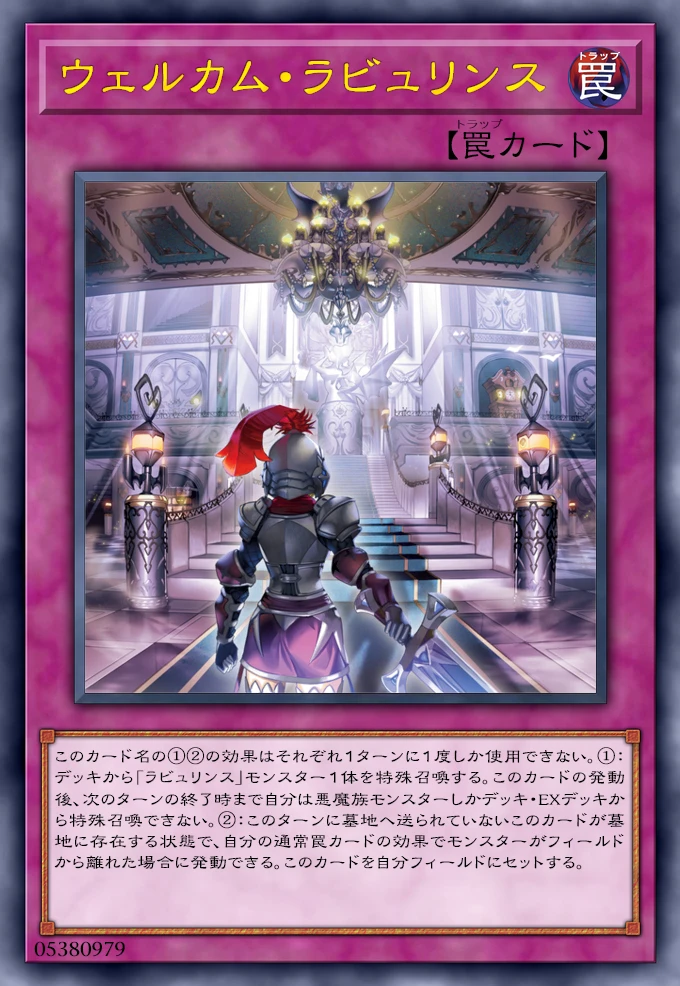 ウェルカム・ラビュリンス
トラップ
罠
トラップ
【罠カード】
このカード名の①②の効果はそれぞれ1ターンに1度しか使用できない。①：
デッキから「ラビュリンス」モンスター1体を特殊召喚する。このカードの発動
後、次のターンの終了時まで自分は悪魔族モンスターしかデッキ・EXデッキか
ら特殊召喚できない。②：このターンに墓地へ送られていないこのカードが墓
地に存在する状態で、自分の通常罠カードの効果でモンスターがフィールド
から離れた場合に発動できる。このカードを自分フィールドにセットする。
05380979